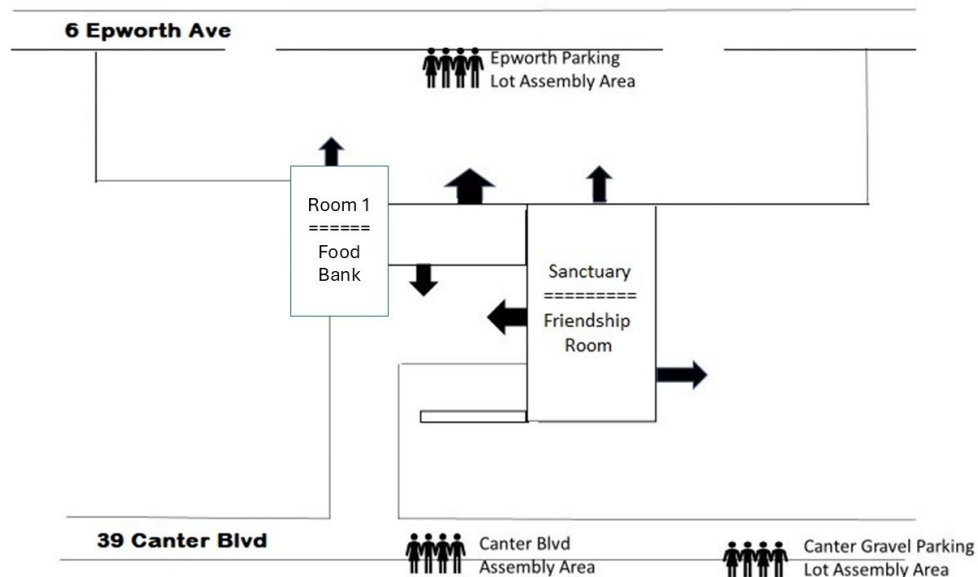 6 Epworth Ave
Epworth Parking
Lot Assembly Area
Room 1
======
Food
Bank
Sanctuary
=========
Friendship
Room
39 Canter Blvd
Canter Blvd
Assembly Area
Canter Gravel Parking
Lot Assembly Area